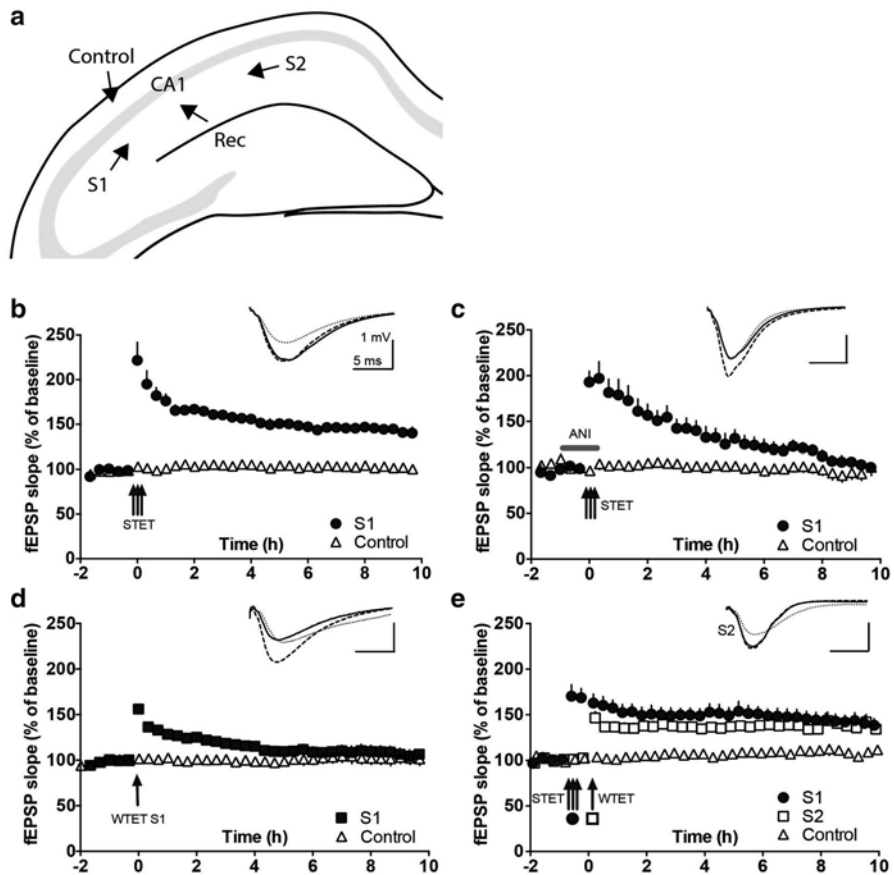 a
Control
CA1
S2
Rec
S1
b
fEPSP slope (% of baseline)
250
200
150
100
50
0
1 mV
5 ms
STET
S1
Control
Time (h)
-2 0 2 4 6 8 10
c
fEPSP slope (% of baseline)
250
200
150
100
50
0
ANI
STET
S1
Control
Time (h)
-2 0 2 4 6 8 10
d
fEPSP slope (% of baseline)
250
200
150
100
50
0
WTET S1
S1
Control
Time (h)
-2 0 2 4 6 8 10
e
fEPSP slope (% of baseline)
250
200
150
100
50
0
S2
STET
WTET
S1
S2
Control
Time (h)
-2 0 2 4 6 8 10